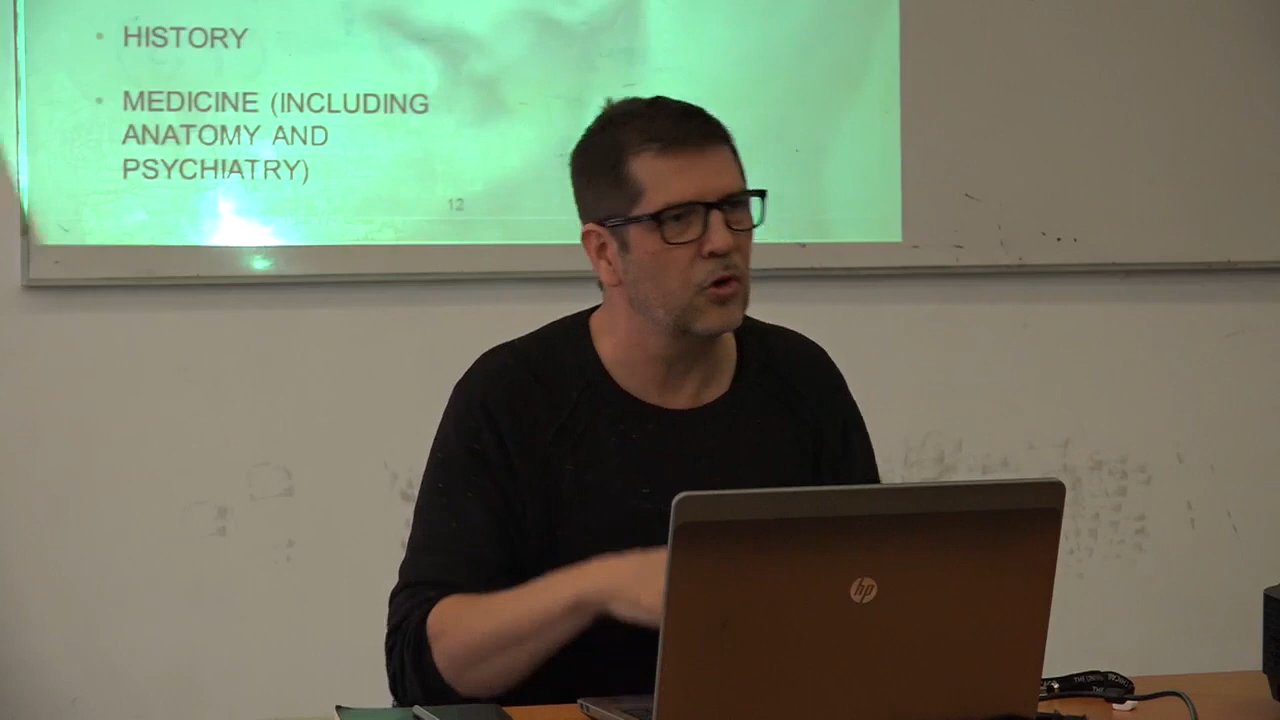 • HISTORY
• MEDICINE (INCLUDING
ANATOMY AND
PSYCHIATRY)
12
hp